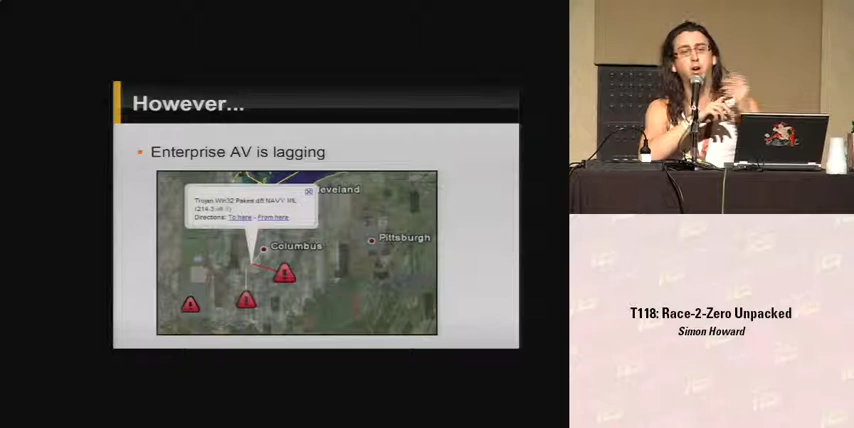 However...
Enterprise AV is lagging
Cleveland
Directions: To here - From here
Columbus
Pittsburgh
T118: Race-2-Zero Unpacked
Simon Howard